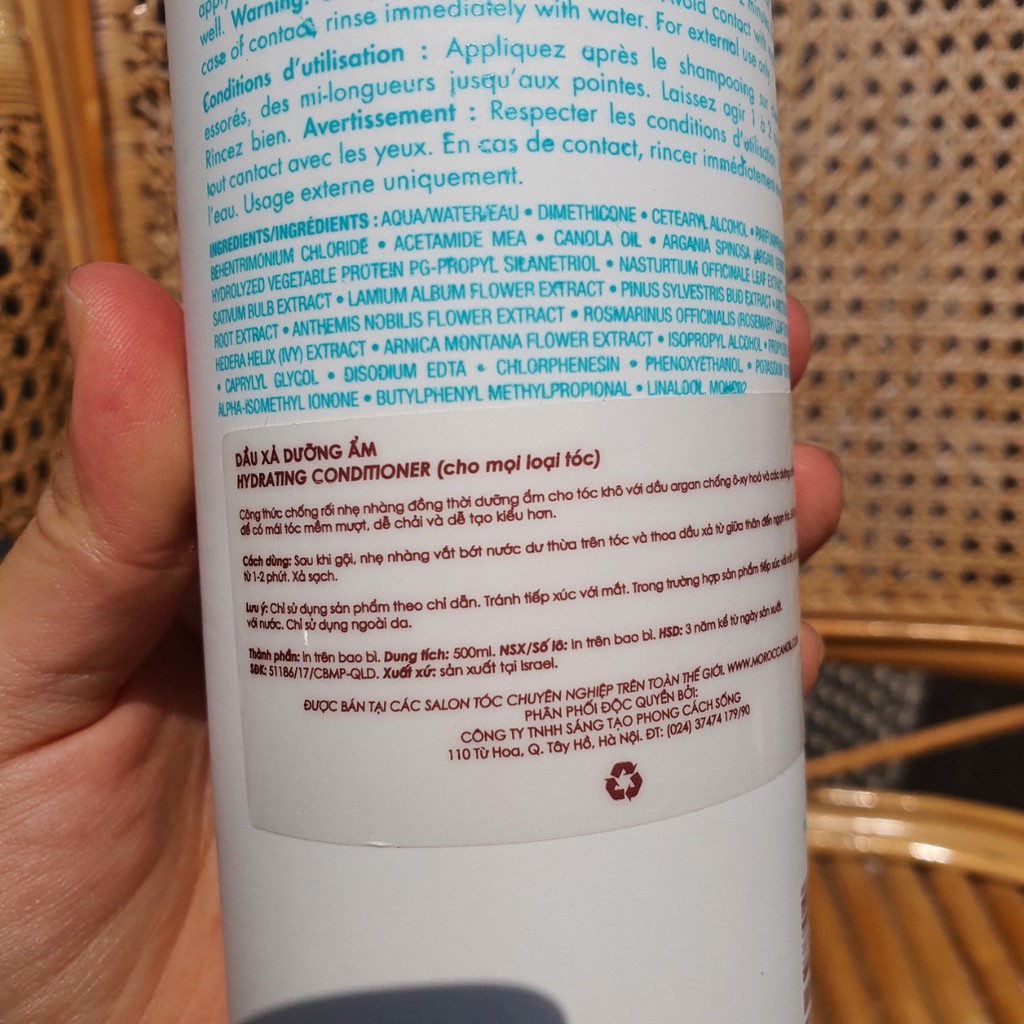 well. Warning:
case of contact, rinse immediately with water. For external use only
Conditions d'utilisation : Appliquez après le shampooing sur
essorés, des mi-longueurs jusqu'aux pointes. Laissez agir 1 à 2
Rincez bien. Avertissement : Respecter les conditions d'utilisation
tout contact avec les yeux. En cas de contact, rincer immédiatement
l'eau. Usage externe uniquement.
INGREDIENTS/INGRÉDIENTS : AQUA/WATER/EAU • DIMETHICONE • CETEARYL ALCOHOL •
BEHENTRIMONIUM CHLORIDE • ACETAMIDE MEA • CANOLA OIL • ARGANIA SPINOSA (ARGAN)
HYDROLYZED VEGETABLE PROTEIN PG-PROPYL SILANETRIOL • NASTURTIUM OFFICINALE LEAF
SATIVUM BULB EXTRACT • LAMIUM ALBUM FLOWER EXTRACT • PINUS SYLVESTRIS BUD EXTRACT •
ROOT EXTRACT • ANTHEMIS NOBILIS FLOWER EXTRACT • ROSMARINUS OFFICINALIS (ROSEMARY)
HEDERA HELIX (IVY) EXTRACT • ARNICA MONTANA FLOWER EXTRACT • ISOPROPYL ALCOHOL •
• CAPRYLYL GLYCOL • DISODIUM EDTA • CHLORPHENESIN • PHENOXYETHANOL •
ALPHA-ISOMETHYL IONONE • BUTYLPHENYL METHYLPROPIONAL • LINALOOL
DẦU XẢ DƯỠNG ẨM
HYDRATING CONDITIONER (cho mọi loại tóc)
Công thức chống rối nhẹ nhàng đồng thời dưỡng ẩm cho tóc khô với dầu argan chống ô-xy hoá và các dưỡng
để có mái tóc mềm mượt, dễ chải và dễ tạo kiểu hơn.
Cách dùng: Sau khi gội, nhẹ nhàng vắt bớt nước dư thừa trên tóc và thoa dầu xả từ giữa thân đến ngọn tóc.
từ 1-2 phút. Xả sạch.
Lưu ý: Chỉ sử dụng sản phẩm theo chỉ dẫn. Tránh tiếp xúc với mắt. Trong trường hợp sản phẩm tiếp xúc với mắt,
với nước. Chỉ sử dụng ngoài da.
Thành phần: in trên bao bì. Dung tích: 500ml. NSX/Số lô: in trên bao bì. HSD: 3 năm kể từ ngày sản xuất.
SĐK: 51186/17/CBMP-QLD. Xuất xứ: sản xuất tại Israel.
ĐƯỢC BÁN TẠI CÁC SALON TÓC CHUYÊN NGHIỆP TRÊN TOÀN THẾ GIỚI. WWW.MOROCCANOIL.COM
PHÂN PHỐI ĐỘC QUYỀN BỞI:
CÔNG TY TNHH SÁNG TẠO PHONG CÁCH SỐNG
110 Từ Hoa, Q. Tây Hồ, Hà Nội. ĐT: (024) 37474 179/90